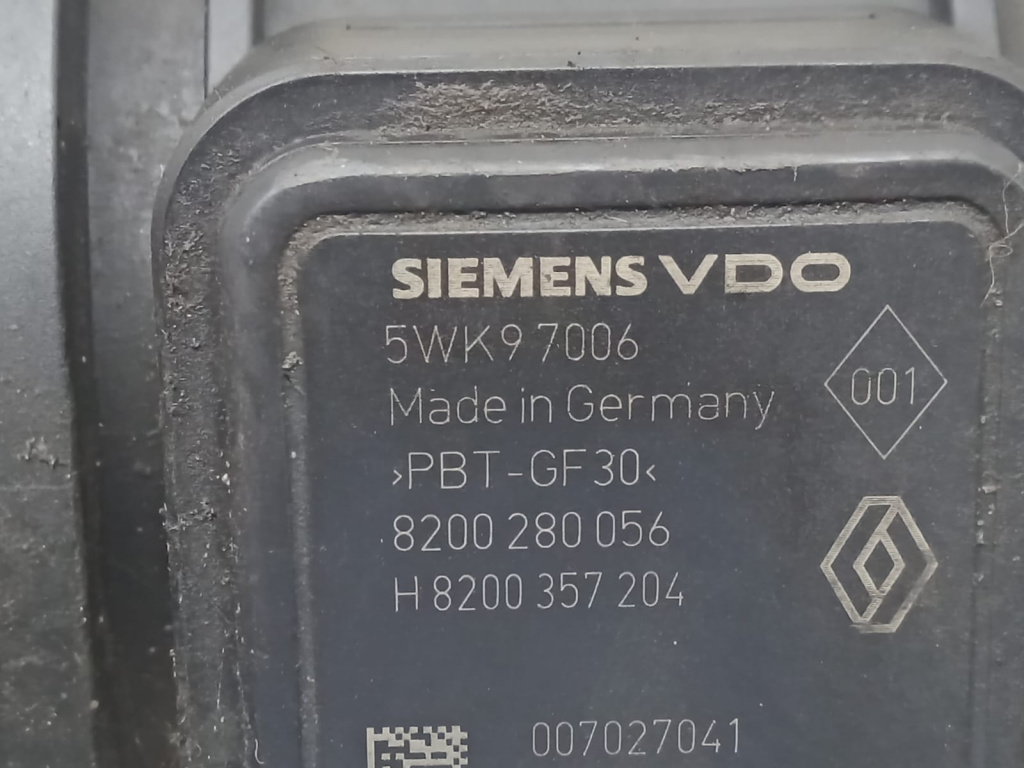 SIEMENS VDO
5WK9 7006
Made in Germany
001
>PBT-GF30<
8200 280 056
H 8200 357 204
007027041